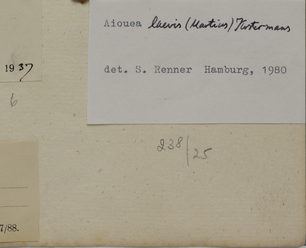 Aiouea laevis (Martius) Kostermans
det. S. Renner Hamburg, 1980
1937
6
238/25
7/88.